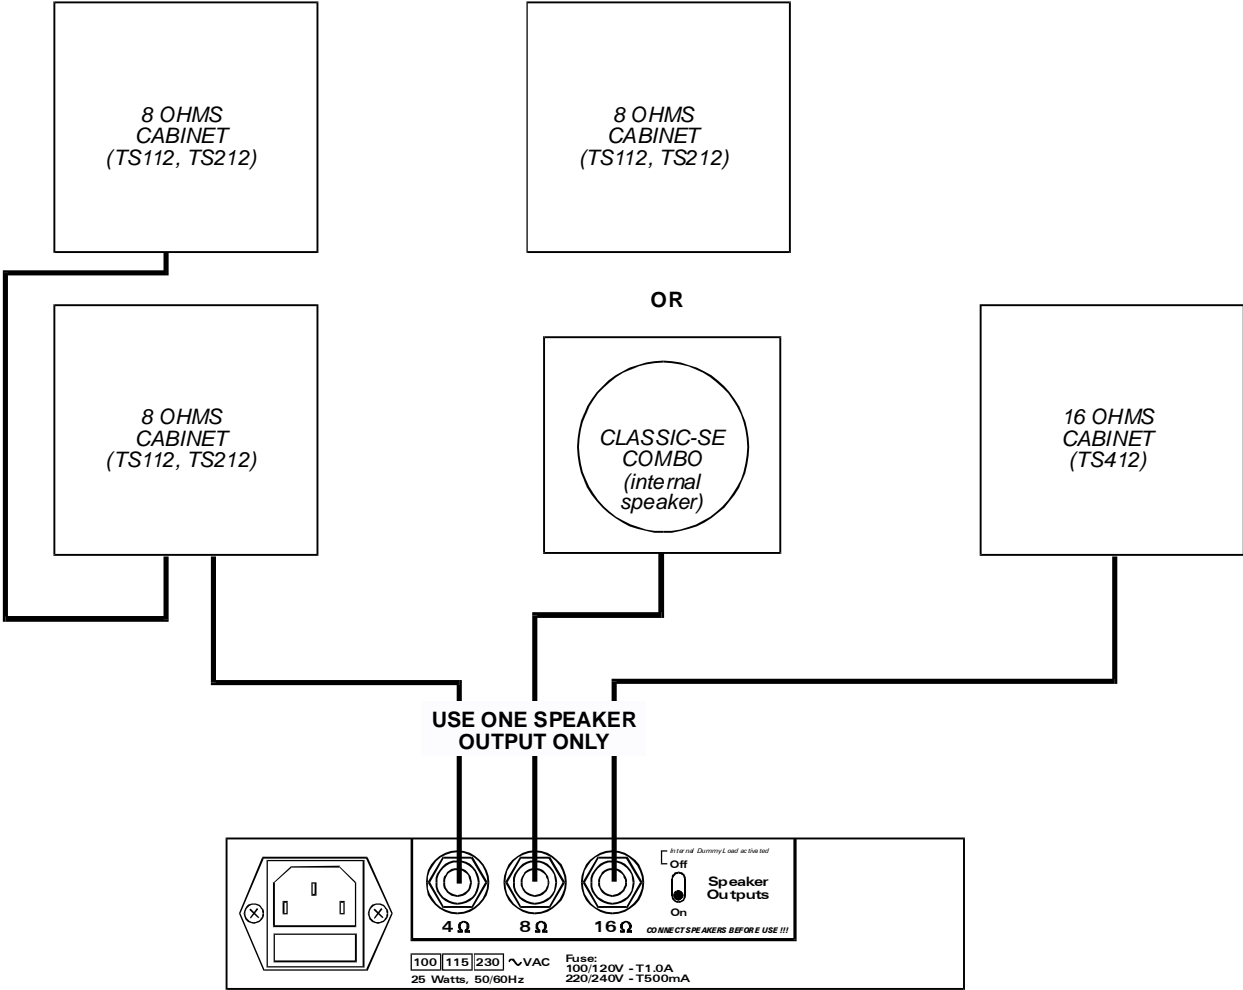 8 OHMS
CABINET
(TS112, TS212)
8 OHMS
CABINET
(TS112, TS212)
OR
8 OHMS
CABINET
(TS112, TS212)
CLASSIC-SE
COMBO
(internal
speaker)
16 OHMS
CABINET
(TS412)
USE ONE SPEAKER
OUTPUT ONLY
Internal Dummy Load activated
Off
Speaker
Outputs
On
4 Ω
8 Ω
16 Ω
CONNECT SPEAKERS BEFORE USE !!!
100 115 230 ~VAC
25 Watts, 50/60Hz
Fuse:
100/120V - T1.0A
220/240V - T500mA